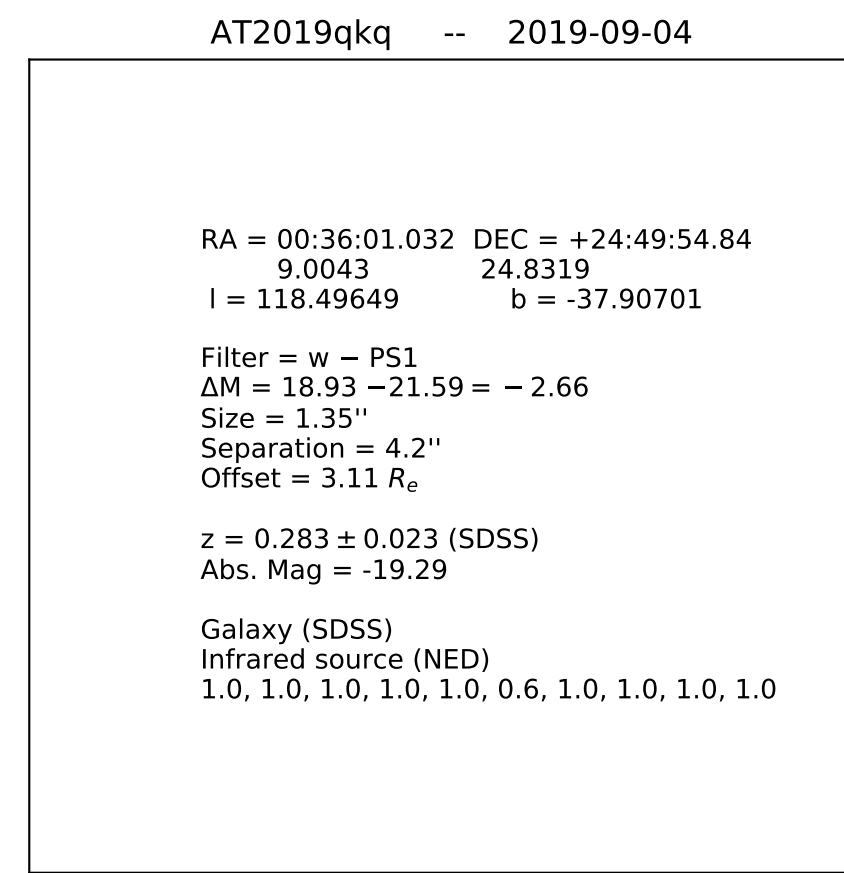 AT2019qkq -- 2019-09-04
RA = 00:36:01.032 DEC = +24:49:54.84
9.0043 24.8319
l = 118.49649 b = -37.90701
Filter = w − PS1
ΔM = 18.93 −21.59 = − 2.66
Size = 1.35''
Separation = 4.2''
Offset = 3.11 Re
z = 0.283 ± 0.023 (SDSS)
Abs. Mag = -19.29
Galaxy (SDSS)
Infrared source (NED)
1.0, 1.0, 1.0, 1.0, 1.0, 0.6, 1.0, 1.0, 1.0, 1.0